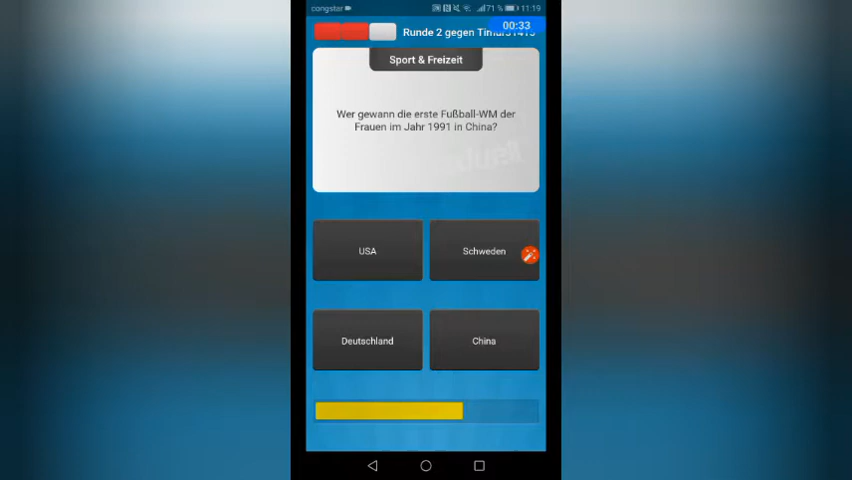 congstar 71 % 11:19
00:33
Runde 2 gegen
Sport & Freizeit
Wer gewann die erste Fußball-WM der
Frauen im Jahr 1991 in China?
Duell
USA
Schweden
Deutschland
China